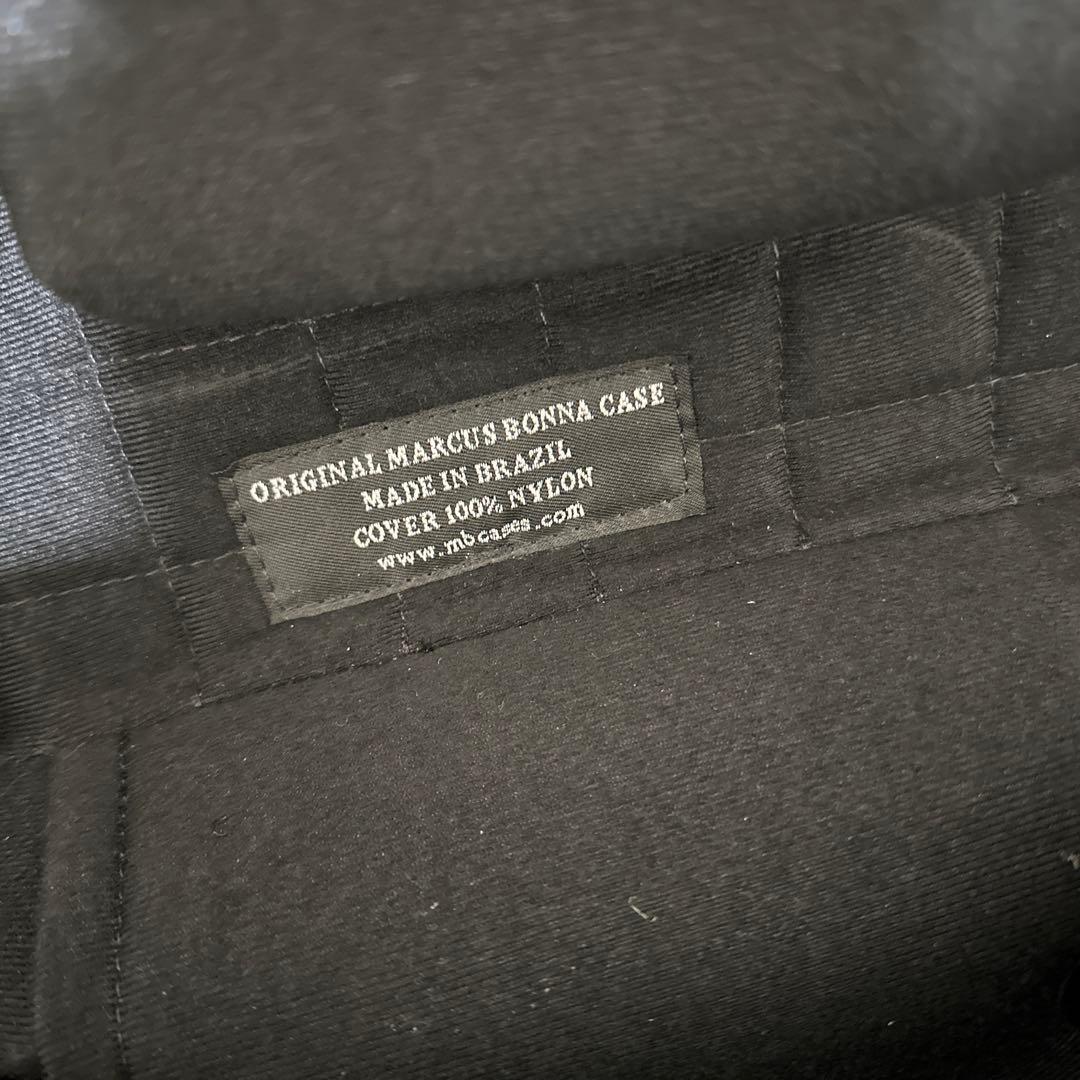 ORIGINAL MARCUS BONNA CASE
MADE IN BRAZIL
COVER 100% NYLON
www.mbcases.com